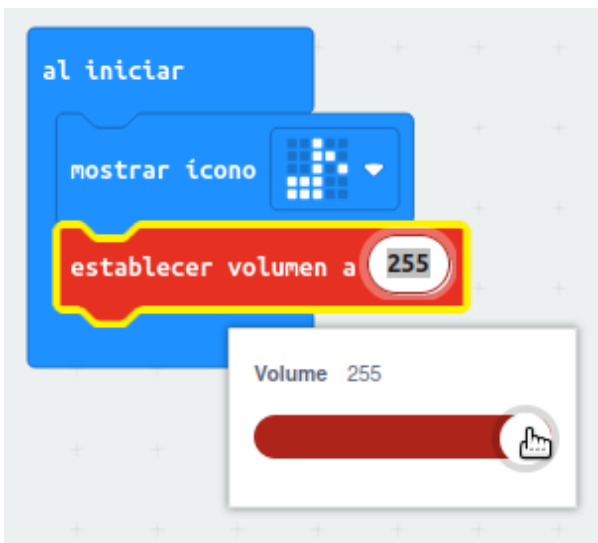 al iniciar
mostrar ícono
establecer volumen a 255
Volume 255